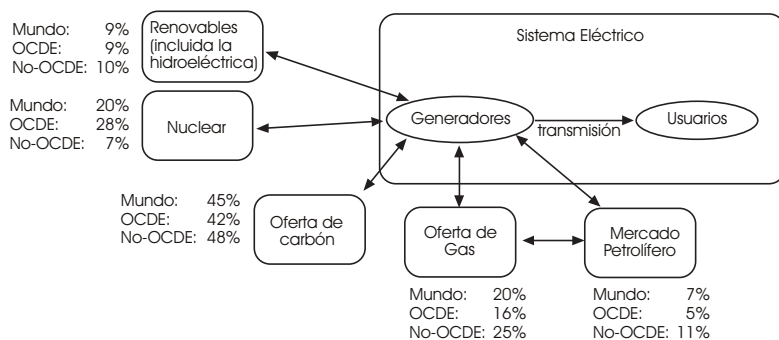 Mundo: 9%
OCDE: 9%
No-OCDE: 10%
Renovables
(incluida la
hidroeléctrica)
Sistema Eléctrico
Mundo: 20%
OCDE: 28%
No-OCDE: 7%
Nuclear
Generadores
transmisión
Usuarios
Mundo: 45%
OCDE: 42%
No-OCDE: 48%
Oferta de
carbón
Oferta de
Gas
Mercado
Petrolífero
Mundo: 20%
OCDE: 16%
No-OCDE: 25%
Mundo: 7%
OCDE: 5%
No-OCDE: 11%